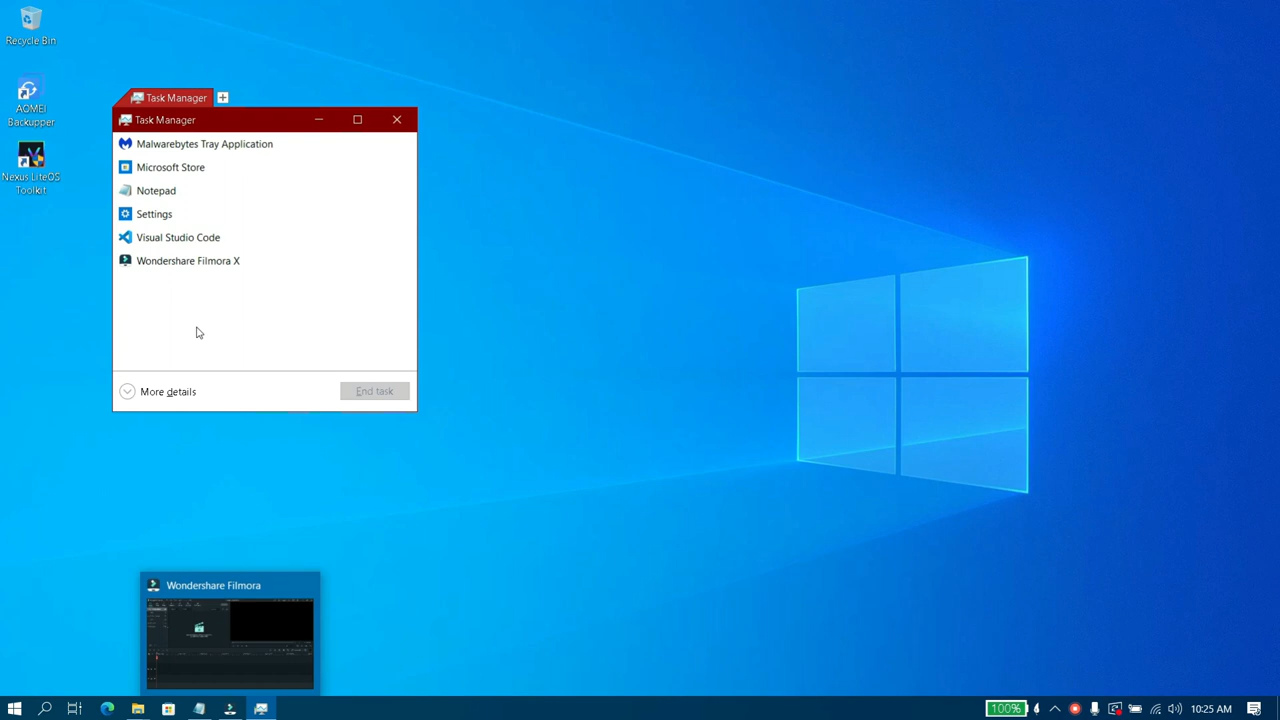 Recycle Bin
AOMEI
Backupper
Nexus LiteOS
Toolkit
Task Manager
Task Manager
Malwarebytes Tray Application
Microsoft Store
Notepad
Settings
Visual Studio Code
Wondershare Filmora X
More details
End task
Wondershare Filmora
100%
10:25 AM